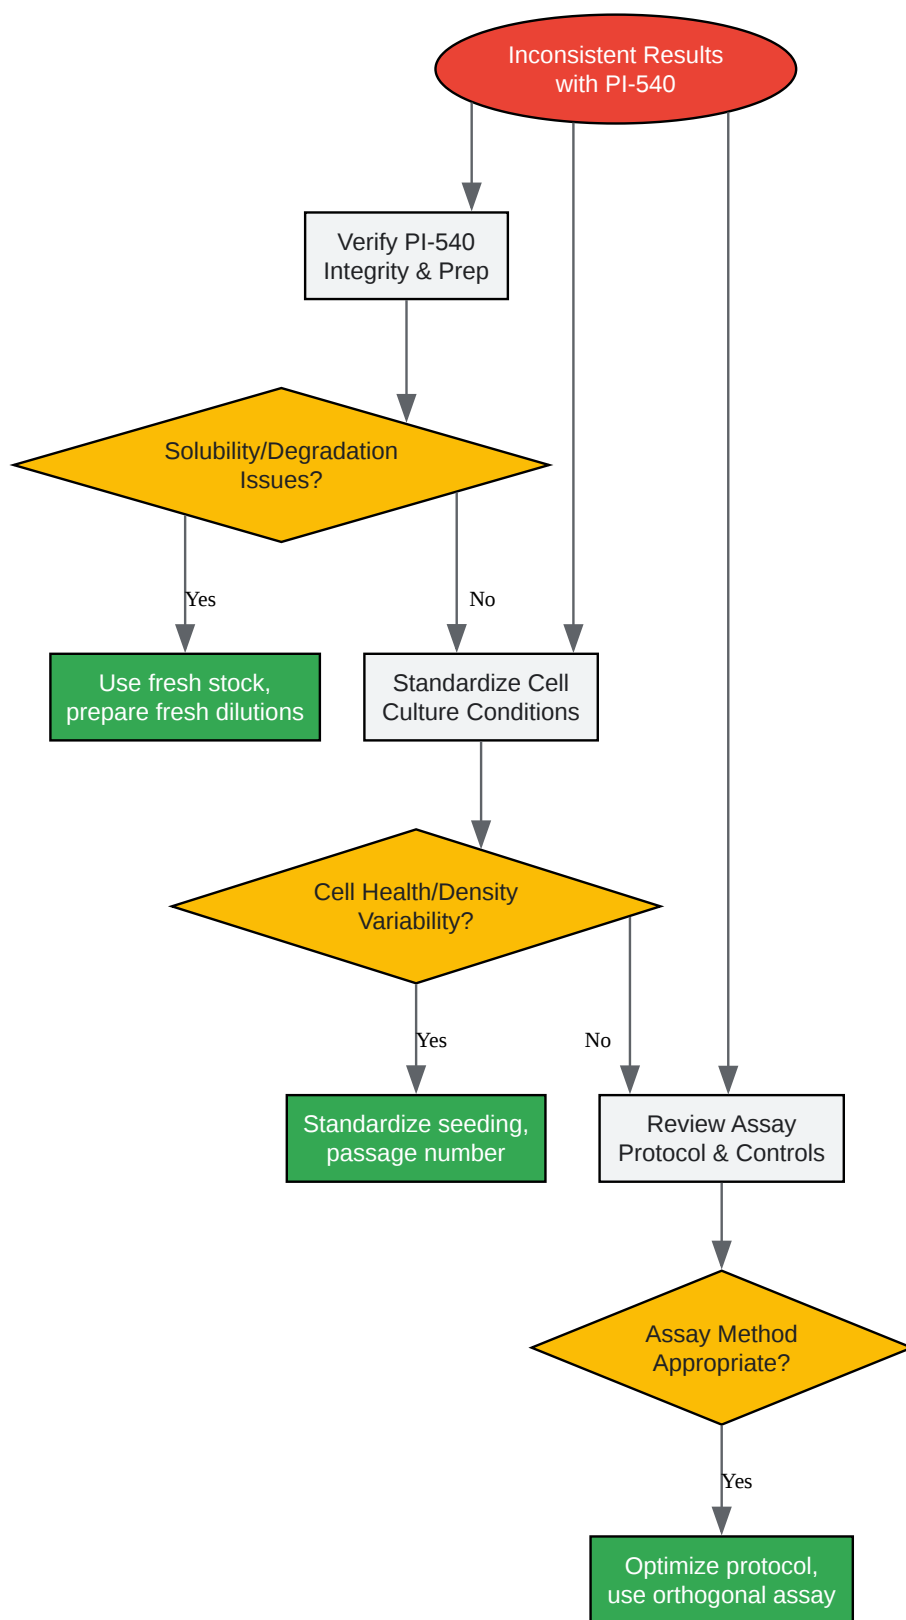 Inconsistent Results
with PI-540
Verify PI-540
Integrity & Prep
Solubility/Degradation
Issues?
Yes
No
Use fresh stock,
prepare fresh dilutions
Standardize Cell
Culture Conditions
Cell Health/Density
Variability?
Yes
No
Standardize seeding,
passage number
Review Assay
Protocol & Controls
Assay Method
Appropriate?
Yes
Optimize protocol,
use orthogonal assay